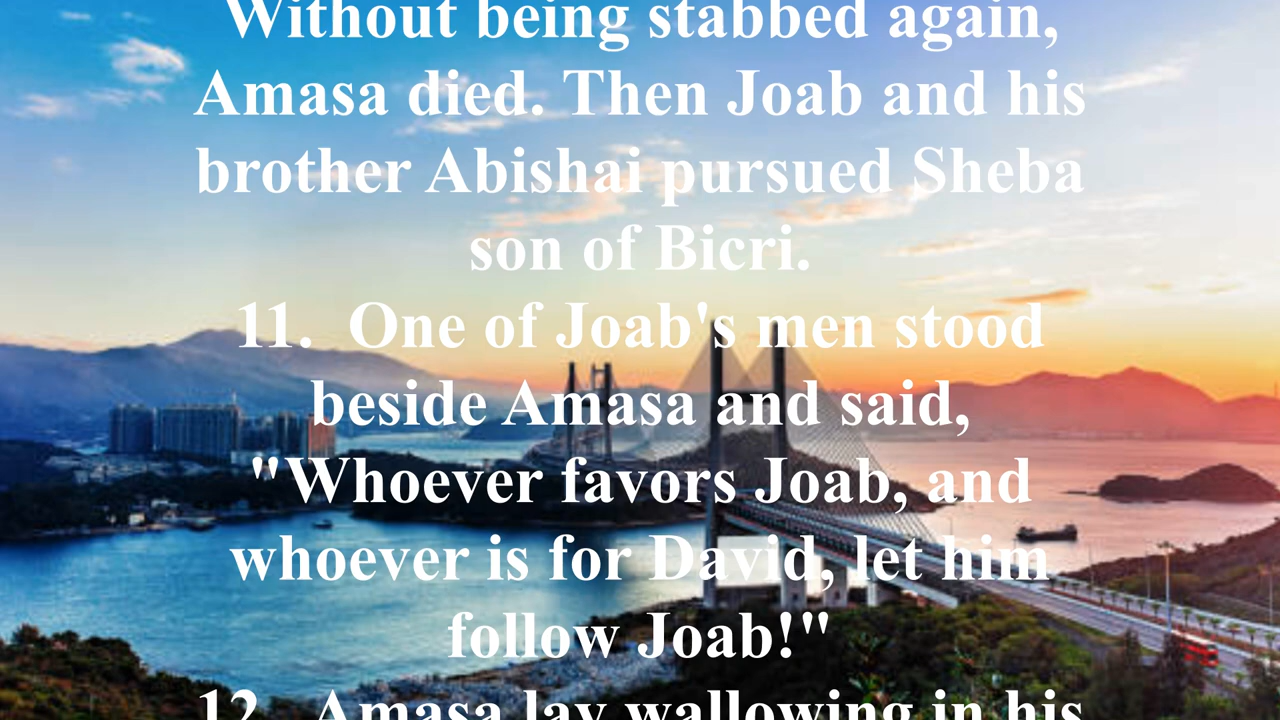 Without being stabbed again,
Amasa died. Then Joab and his
brother Abishai pursued Sheba
son of Bicri.
11.  One of Joab's men stood
beside Amasa and said,
"Whoever favors Joab, and
whoever is for David, let him
follow Joab!"
12.  Amasa lay wallowing in his